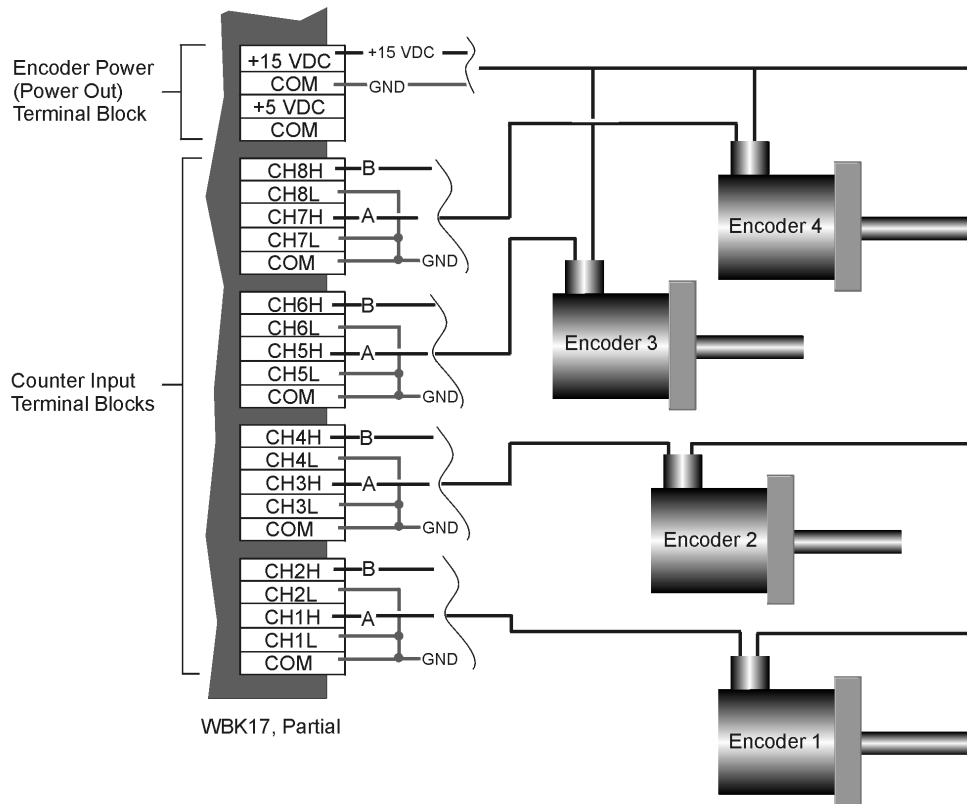 Encoder Power
(Power Out)
Terminal Block
+15 VDC
COM
+5 VDC
COM
+15 VDC
GND
CH8H
CH8L
CH7H
CH7L
COM
B
A
GND
CH6H
CH6L
CH5H
CH5L
COM
B
A
GND
Counter Input
Terminal Blocks
CH4H
CH4L
CH3H
CH3L
COM
B
A
GND
CH2H
CH2L
CH1H
CH1L
COM
B
A
GND
WBK17, Partial
Encoder 4
Encoder 3
Encoder 2
Encoder 1